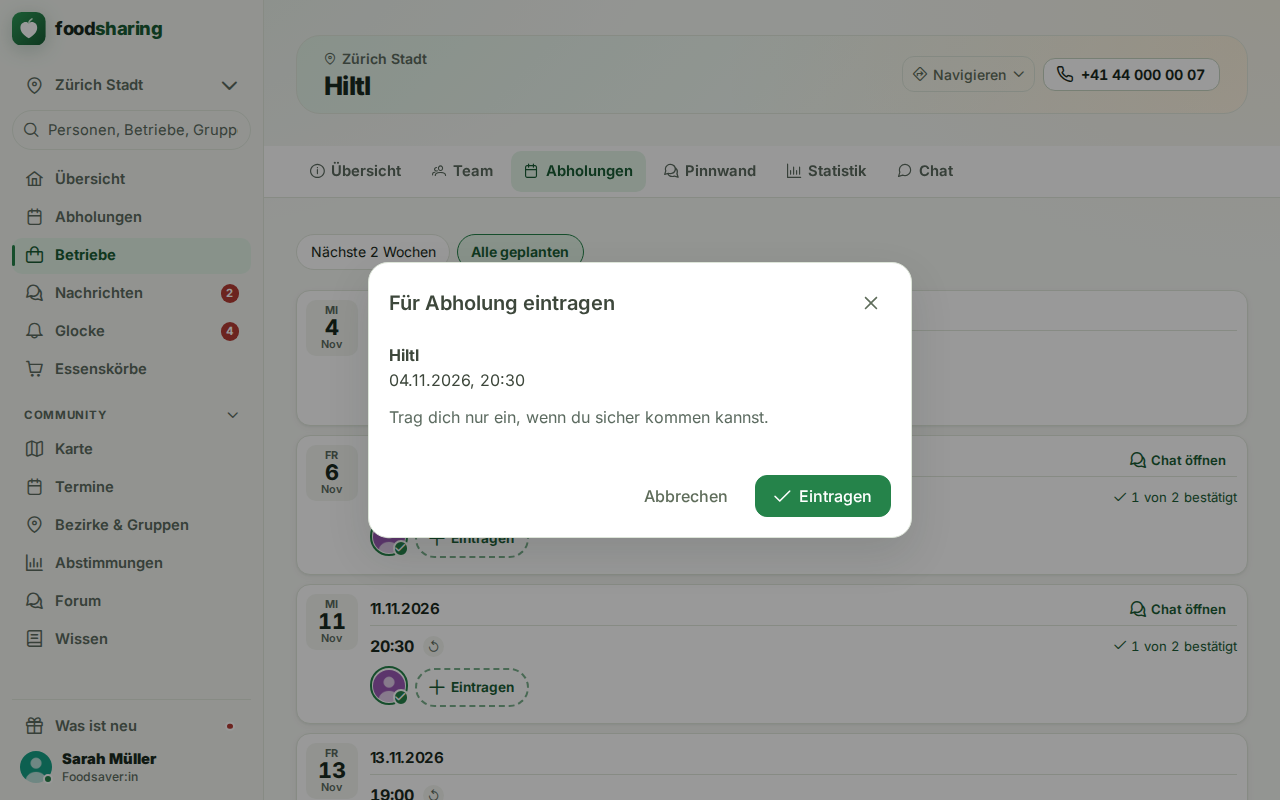 foodsharing
Zürich Stadt
Personen, Betriebe, Grupp
Übersicht
Abholungen
Betriebe
Nachrichten 2
Glocke 4
Essenskörbe
COMMUNITY
Karte
Termine
Bezirke & Gruppen
Abstimmungen
Forum
Wissen
Was ist neu
Sarah Müller
Foodsaver:in
Zürich Stadt
Hiltl
Navigieren
+41 44 000 00 07
Übersicht Team Abholungen Pinnwand Statistik Chat
Nächste 2 Wochen Alle geplanten
MI
4
Nov
Für Abholung eintragen
Hiltl
04.11.2026, 20:30
Trag dich nur ein, wenn du sicher kommen kannst.
Abbrechen Eintragen
FR
6
Nov
Chat öffnen
1 von 2 bestätigt
Eintragen
MI
11
Nov
11.11.2026
Chat öffnen
20:30
1 von 2 bestätigt
Eintragen
FR
13
Nov
13.11.2026
19:00